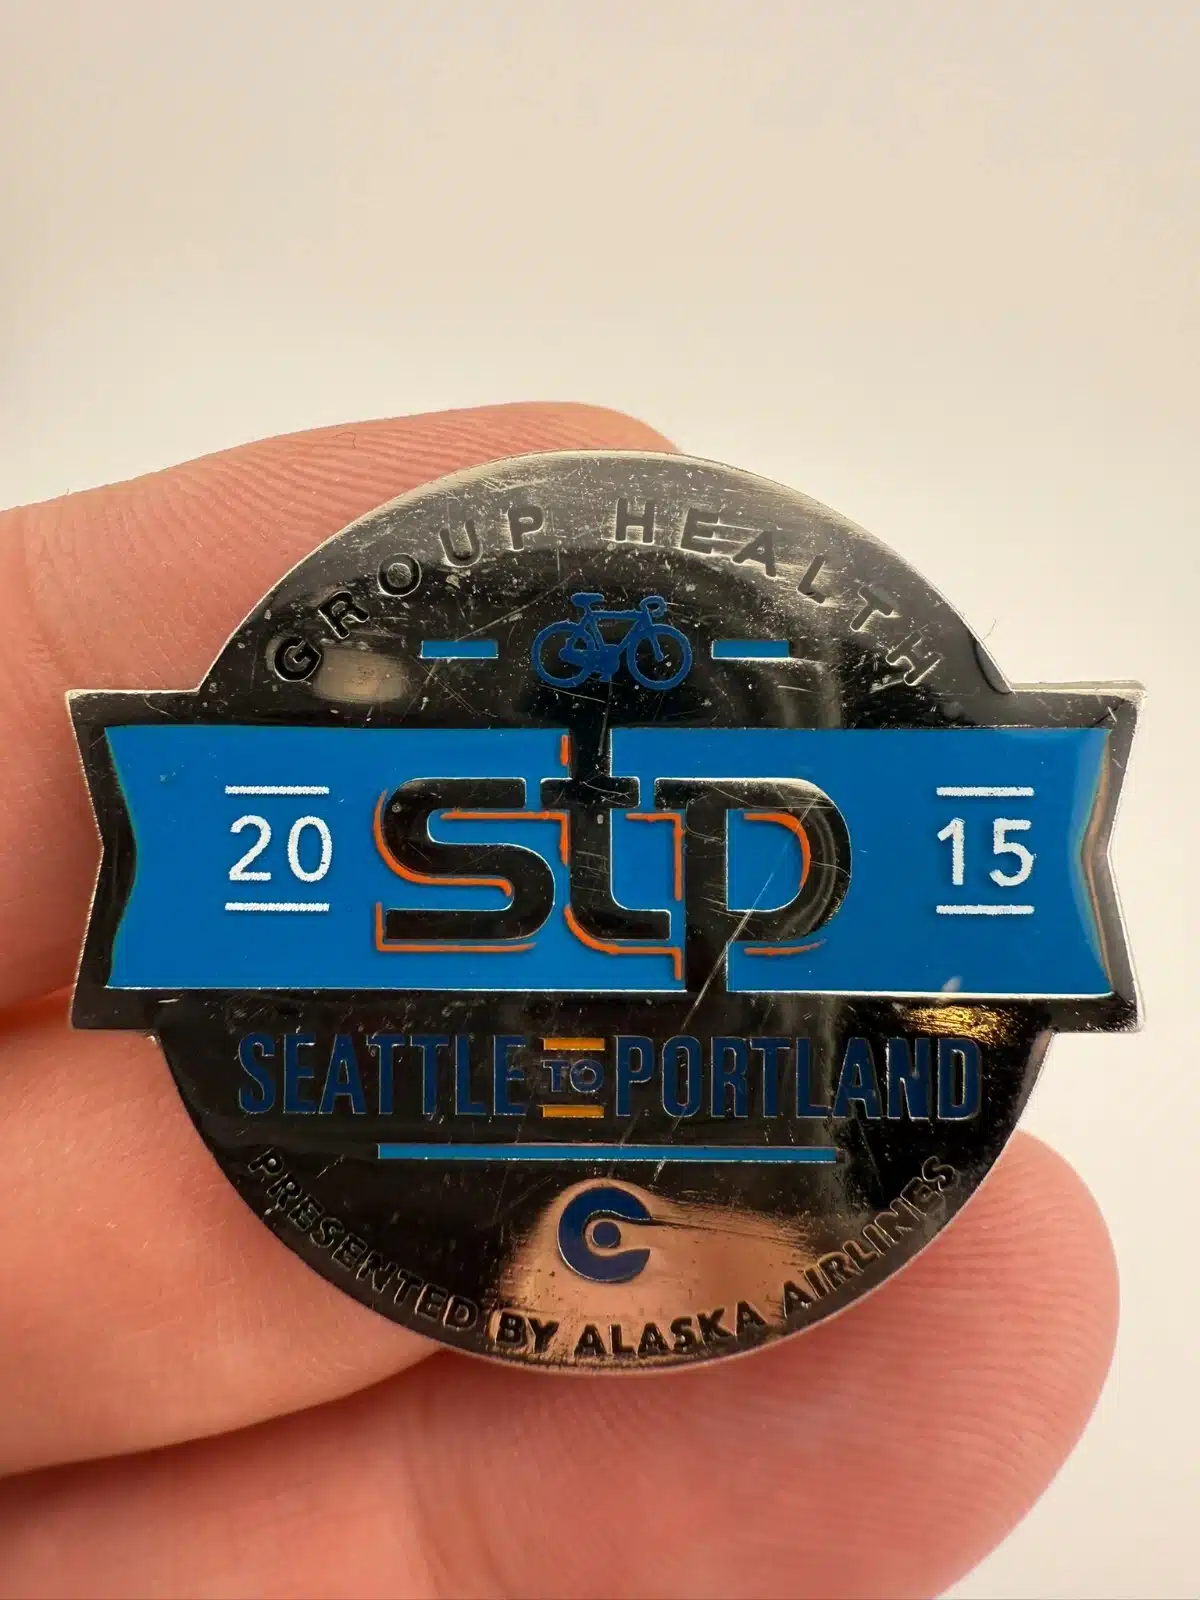 GROUP HEALTH
20 stp 15
SEATTLE TO PORTLAND
PRESENTED BY ALASKA AIRLINES